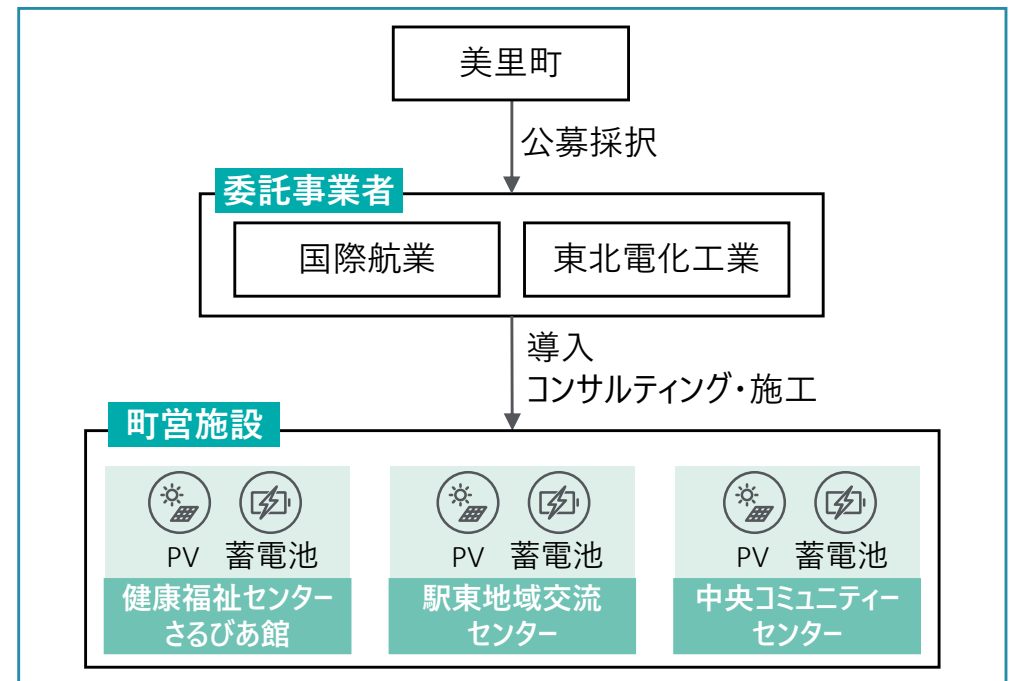 美里町
公募採択
委託事業者
国際航業
東北電化工業
導入
コンサルティング・施工
町営施設
PV 蓄電池
健康福祉センター
さるびあ館
PV 蓄電池
駅東地域交流
センター
PV 蓄電池
中央コミュニティー
センター